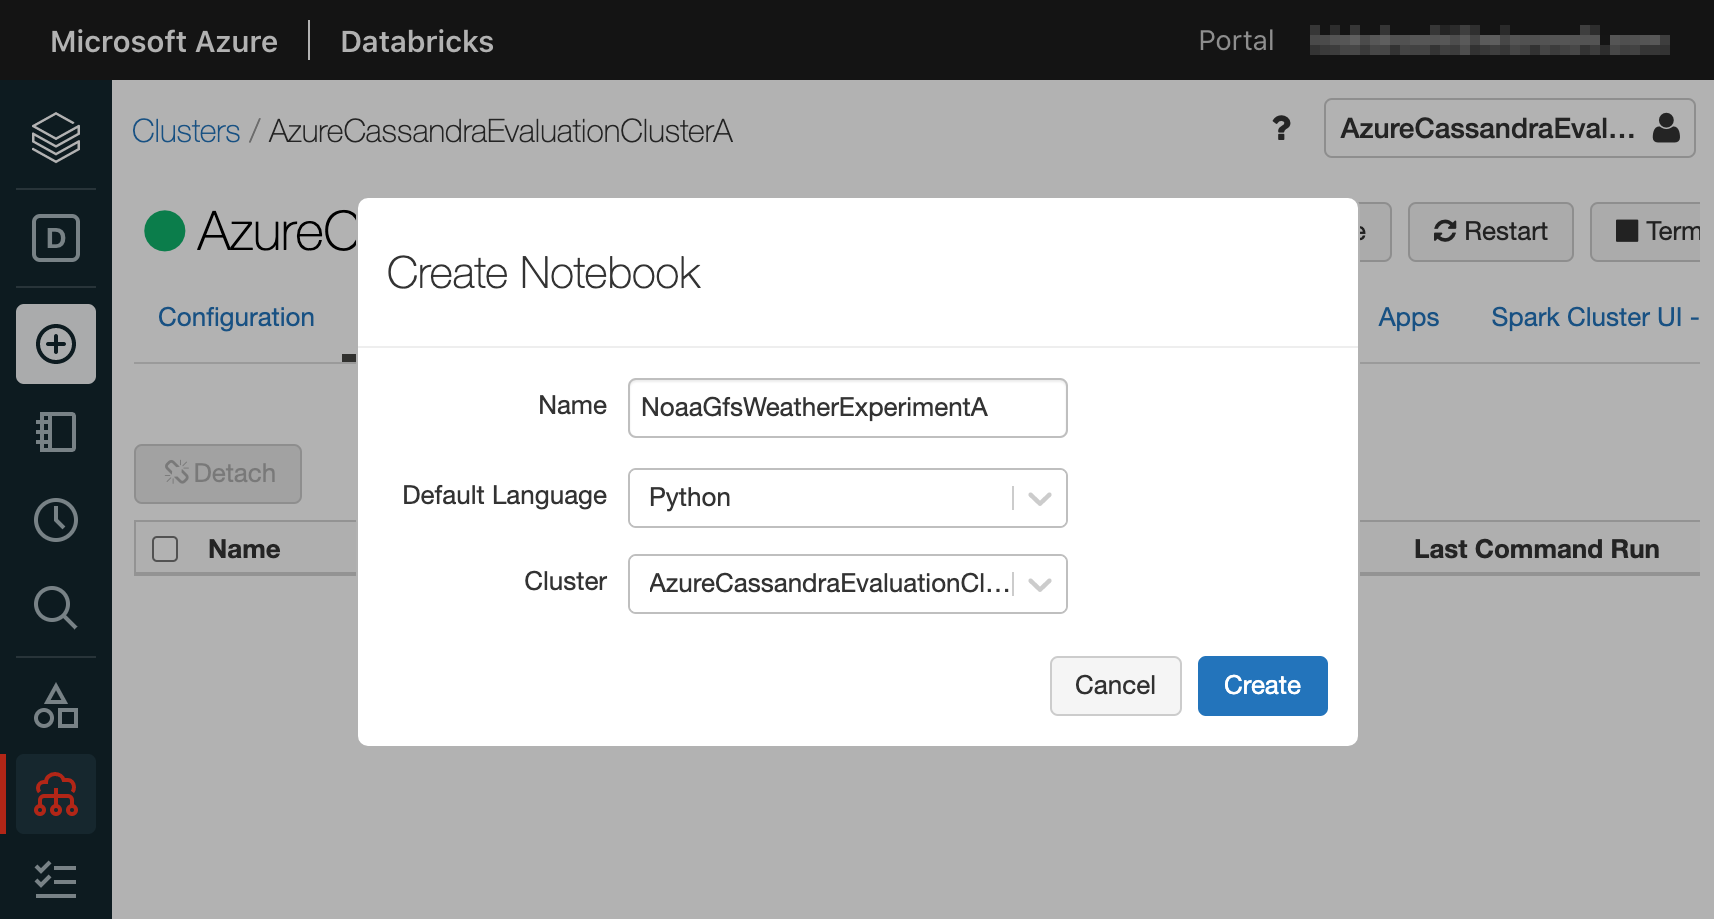 Microsoft Azure | Databricks
Portal
Clusters / AzureCassandraEvaluationClusterA
? AzureCassandraEval...
D
AzureC
Restart
Term
Configuration
Apps
Spark Cluster UI -
Detach
Name
Last Command Run
Create Notebook
Name
NoaaGfsWeatherExperimentA
Default Language
Python
Cluster
AzureCassandraEvaluationCl...
Cancel
Create